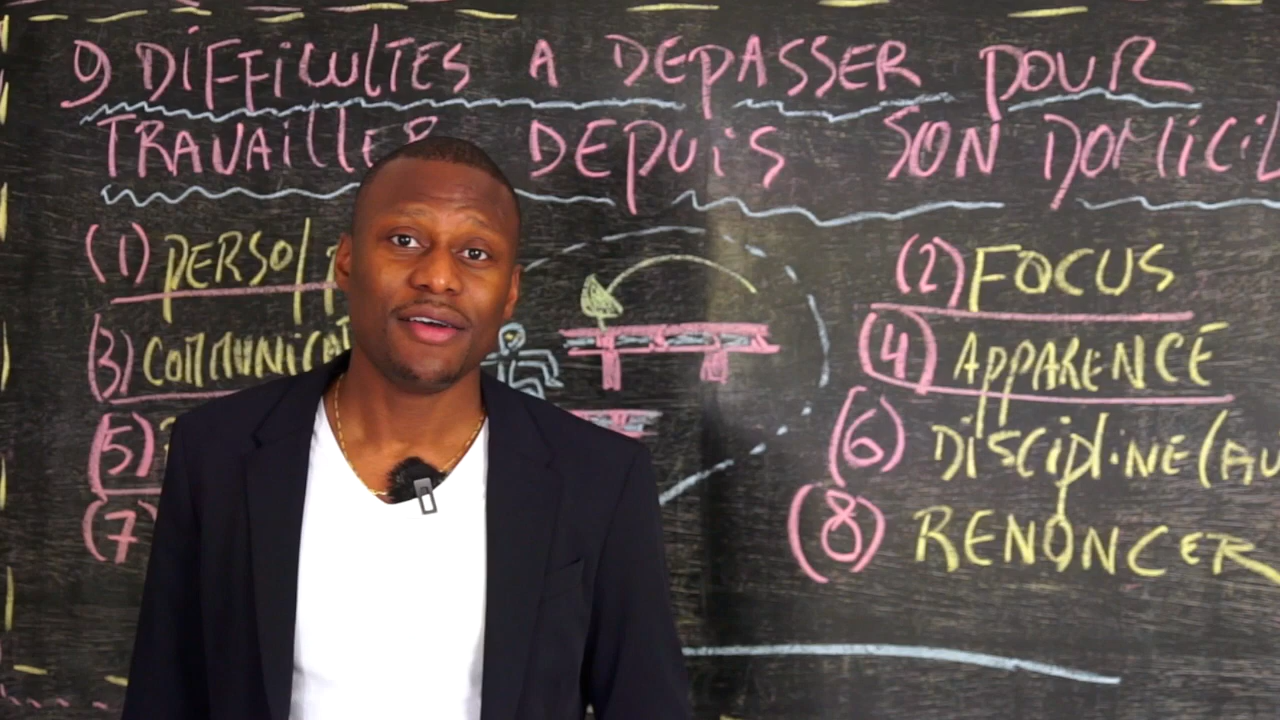 9 DIFFICULTES A DEPASSER POUR
TRAVAILLER DEPUIS SON DOMICIL
(1) PERSO/
(2) FOCUS
(3) COMMUNICAT
(4) APPARENCE
(5)
(6) DISCIPLINE (AU
(7)
(8) RENONCER